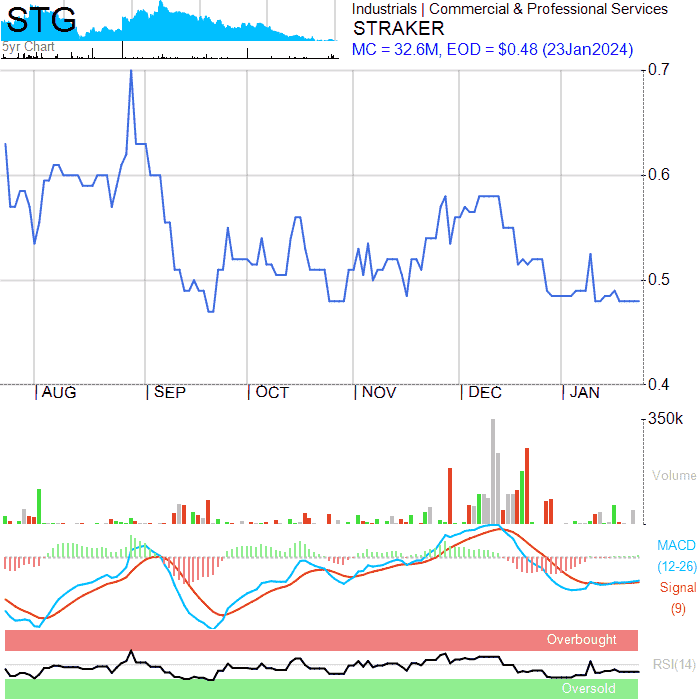 STG
5yr Chart
Industrials | Commercial & Professional Services
STRAKER
MC = 32.6M, EOD = $0.48 (23Jan2024)
0.7
0.6
0.5
0.4
AUG SEP OCT NOV DEC JAN
350k
Volume
MACD
(12-26)
Signal
(9)
Overbought
RSI(14)
Oversold